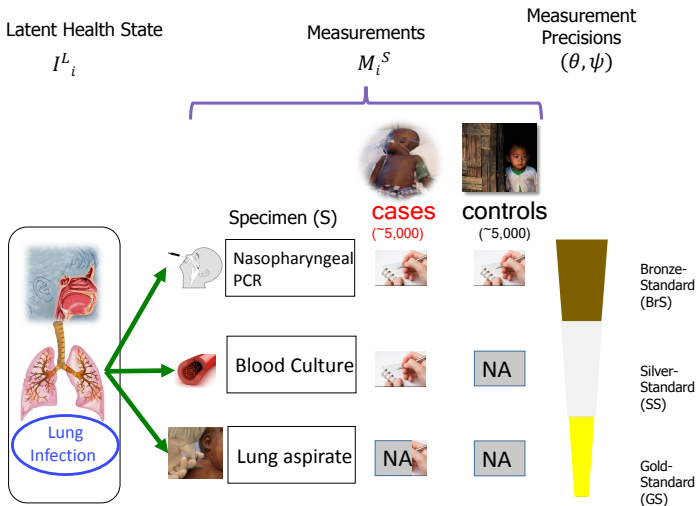 Latent Health State
I^L_i
Measurements
M_i^S
Measurement
Precisions
(θ, ψ)
Specimen (S)
cases
(~5,000)
controls
(~5,000)
Nasopharyngeal
PCR
Bronze-
Standard
(BrS)
Blood Culture
NA
Silver-
Standard
(SS)
Lung
Infection
Lung aspirate
NA
NA
Gold-
Standard
(GS)